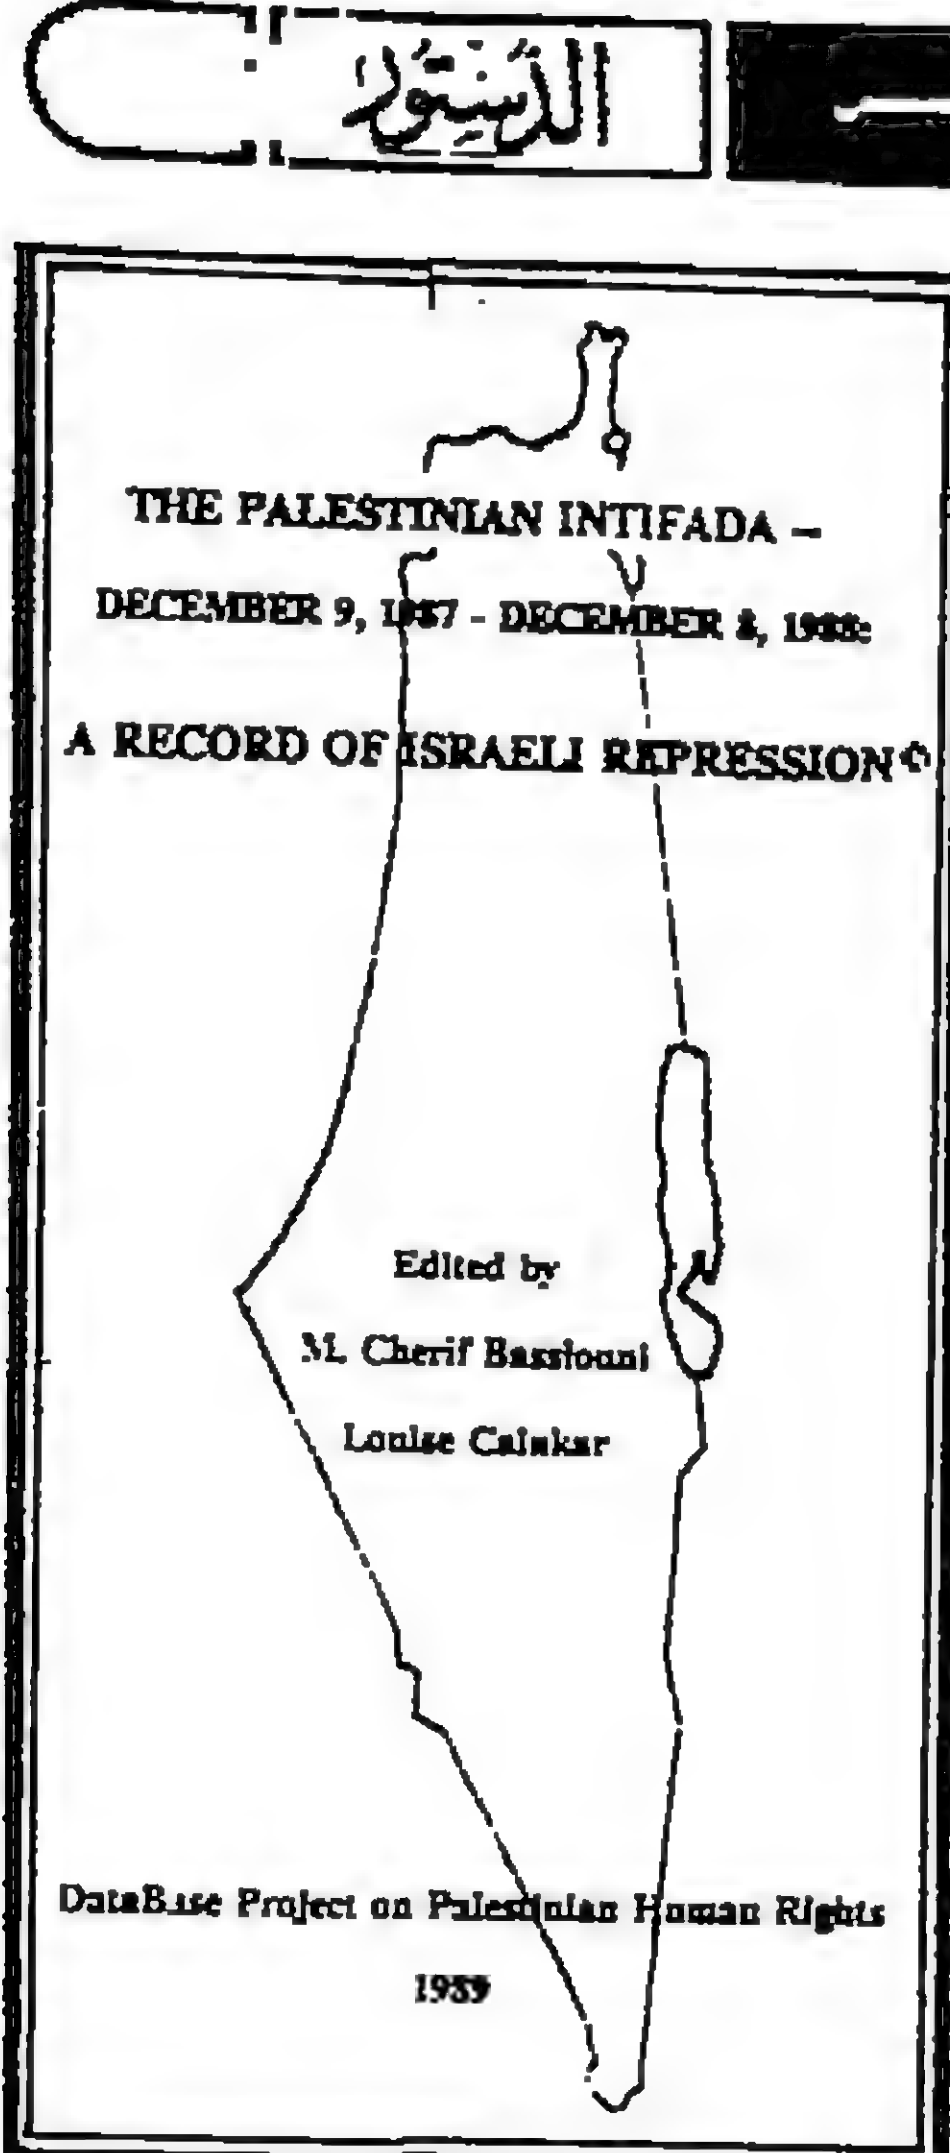 الدستور
THE PALESTINIAN INTIFADA –
DECEMBER 9, 1987 - DECEMBER 8, 1988:
A RECORD OF ISRAELI REPRESSION
Edited by
M. Cherif Bassiouni
Louise Cainkar
DataBase Project on Palestinian Human Rights
1989